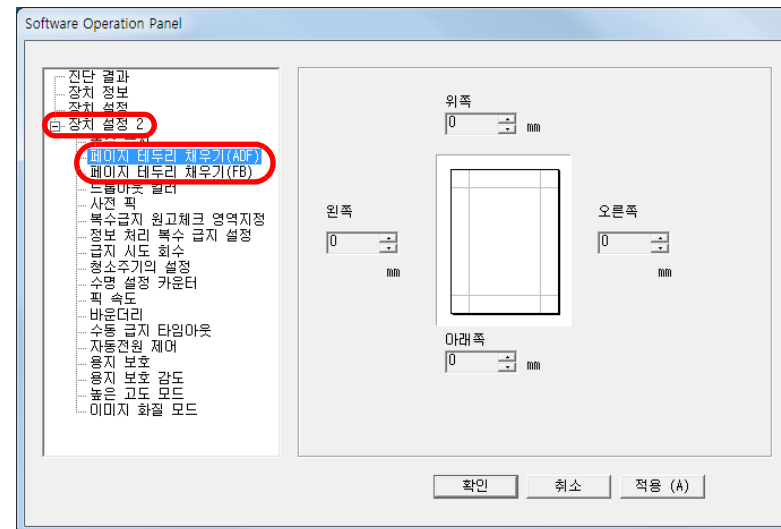 Software Operation Panel
진단 결과
장치 정보
장치 설정
장치 설정 2
페이지 테두리 채우기(ADF)
페이지 테두리 채우기(FB)
드롭아웃 컬러
사전 픽
복수급지 원고체크 영역지정
정보 처리 복수 급지 설정
급지 시도 회수
청소주기의 설정
수명 설정 카운터
픽 속도
바운더리
수동 급지 타임아웃
자동전원 제어
용지 보호
용지 보호 감도
높은 고도 모드
이미지 화질 모드
위쪽
0 mm
왼쪽
0
mm
오른쪽
0
mm
아래쪽
0 mm
확인 취소 적용 (A)